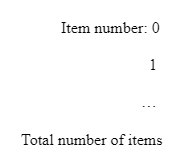 Item number: 0
1
…
Total number of items